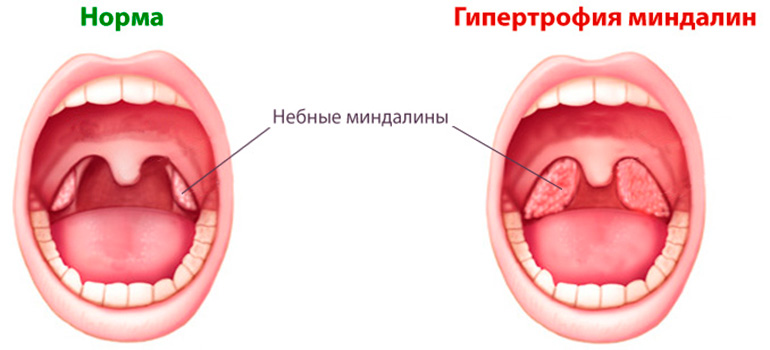 Норма
Гипертрофия миндалин
Небные миндалины